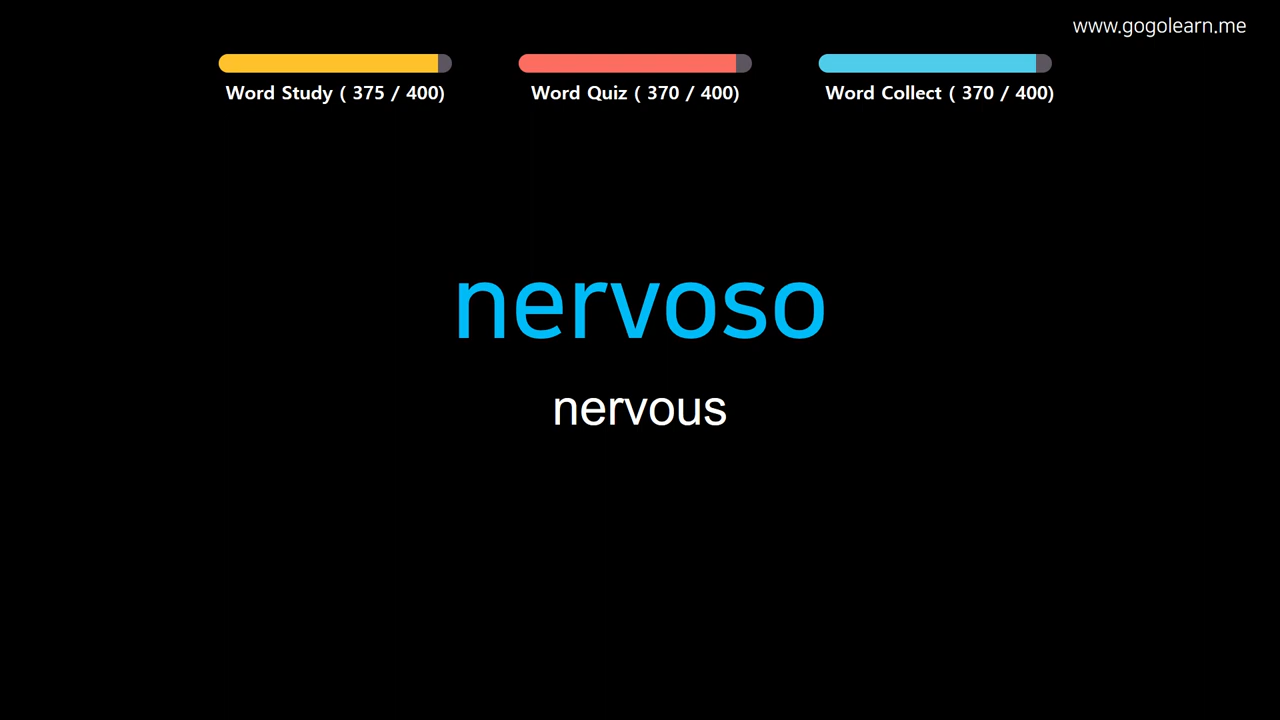 www.gogolearn.me
Word Study ( 375 / 400)
Word Quiz ( 370 / 400)
Word Collect ( 370 / 400)
nervoso
nervous